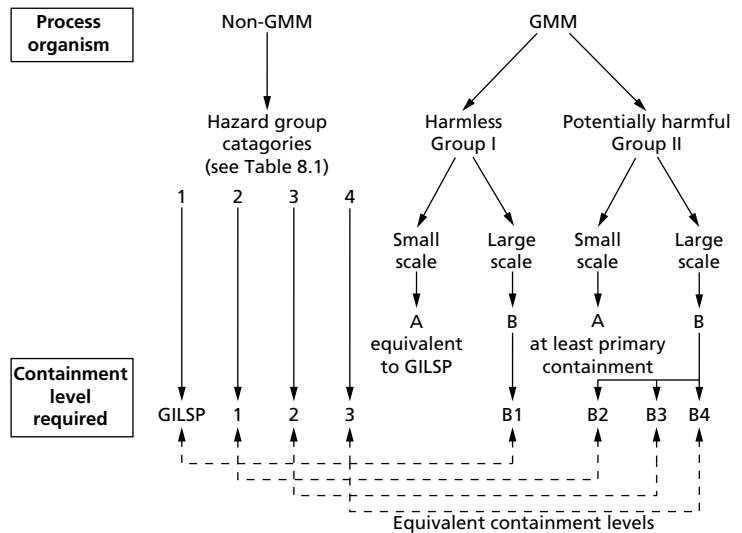 Process
organism
Non-GMM
GMM
Hazard group
catagories
(see Table 8.1)
Harmless
Group I
Potentially harmful
Group II
1 2 3 4
Small
scale
Large
scale
Small
scale
Large
scale
A
equivalent
to GILSP
B
A
at least primary
containment
B
Containment
level
required
GILSP 1 2 3 B1 B2 B3 B4
Equivalent containment levels